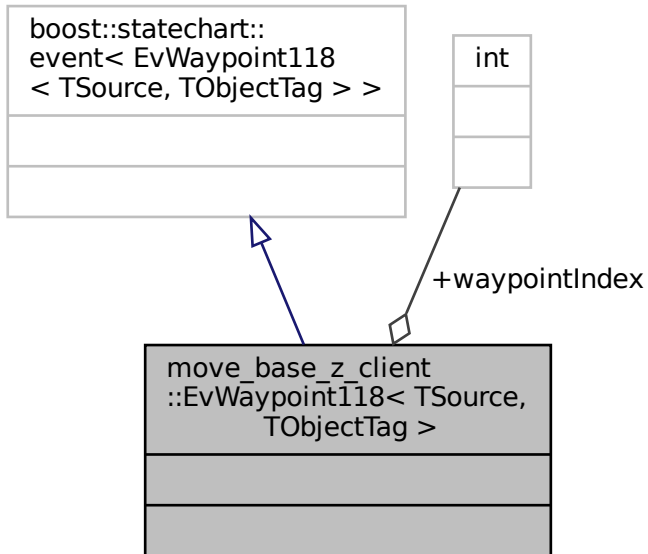 boost::statechart::
event< EvWaypoint118
< TSource, TObjectTag > >
int
+waypointIndex
move_base_z_client
::EvWaypoint118< TSource,
TObjectTag >